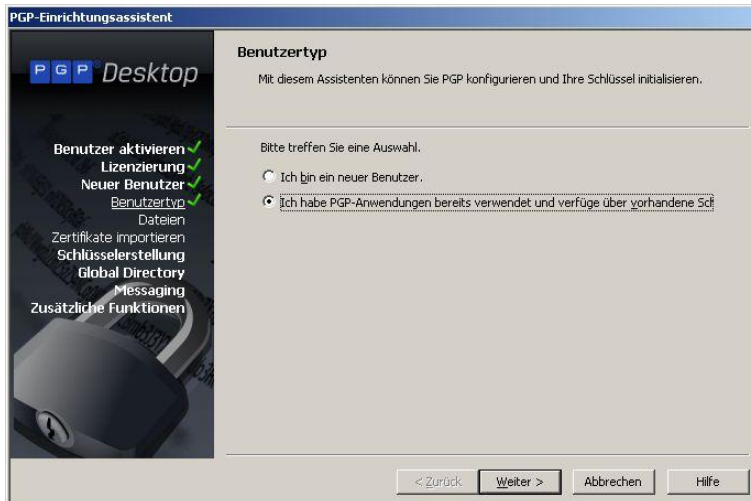 PGP-Einrichtungsassistent
PGP Desktop
Benutzer aktivieren
Lizenzierung
Neuer Benutzer
Benutzertyp
Dateien
Zertifikate importieren
Schlüsselerstellung
Global Directory
Messaging
Zusätzliche Funktionen
Benutzertyp
Mit diesem Assistenten können Sie PGP konfigurieren und Ihre Schlüssel initialisieren.
Bitte treffen Sie eine Auswahl.
Ich bin ein neuer Benutzer.
Ich habe PGP-Anwendungen bereits verwendet und verfüge über vorhandene Sch
< Zurück
Weiter >
Abbrechen
Hilfe